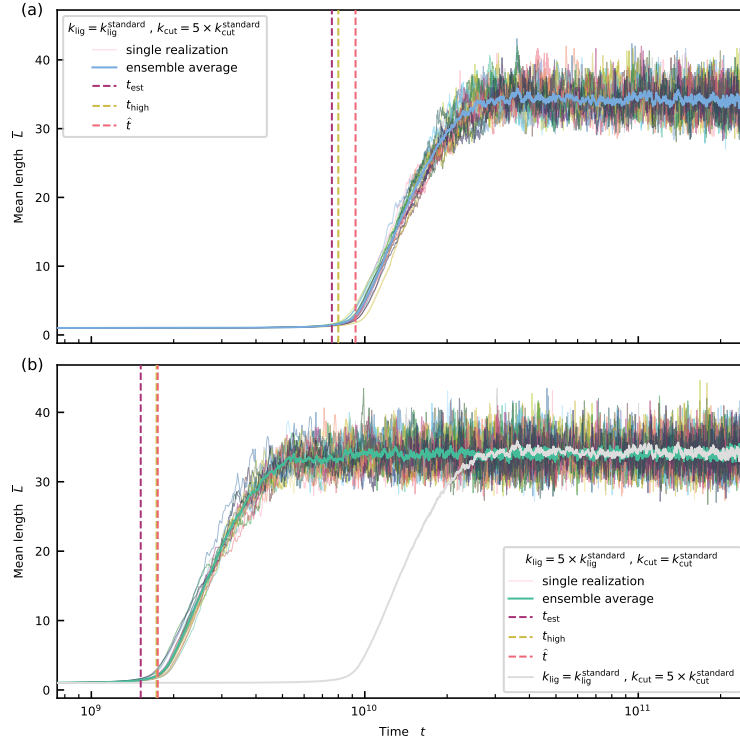 (a)
k_lig = k_lig^standard , k_cut = 5 × k_cut^standard
single realization
ensemble average
t_est
t_high
t̂
Mean length L̅
40
30
20
10
0
(b)
Mean length L̅
40
30
20
10
0
k_lig = 5 × k_lig^standard , k_cut = k_cut^standard
single realization
ensemble average
t_est
t_high
t̂
k_lig = k_lig^standard , k_cut = 5 × k_cut^standard
10^9
10^10
10^11
Time t